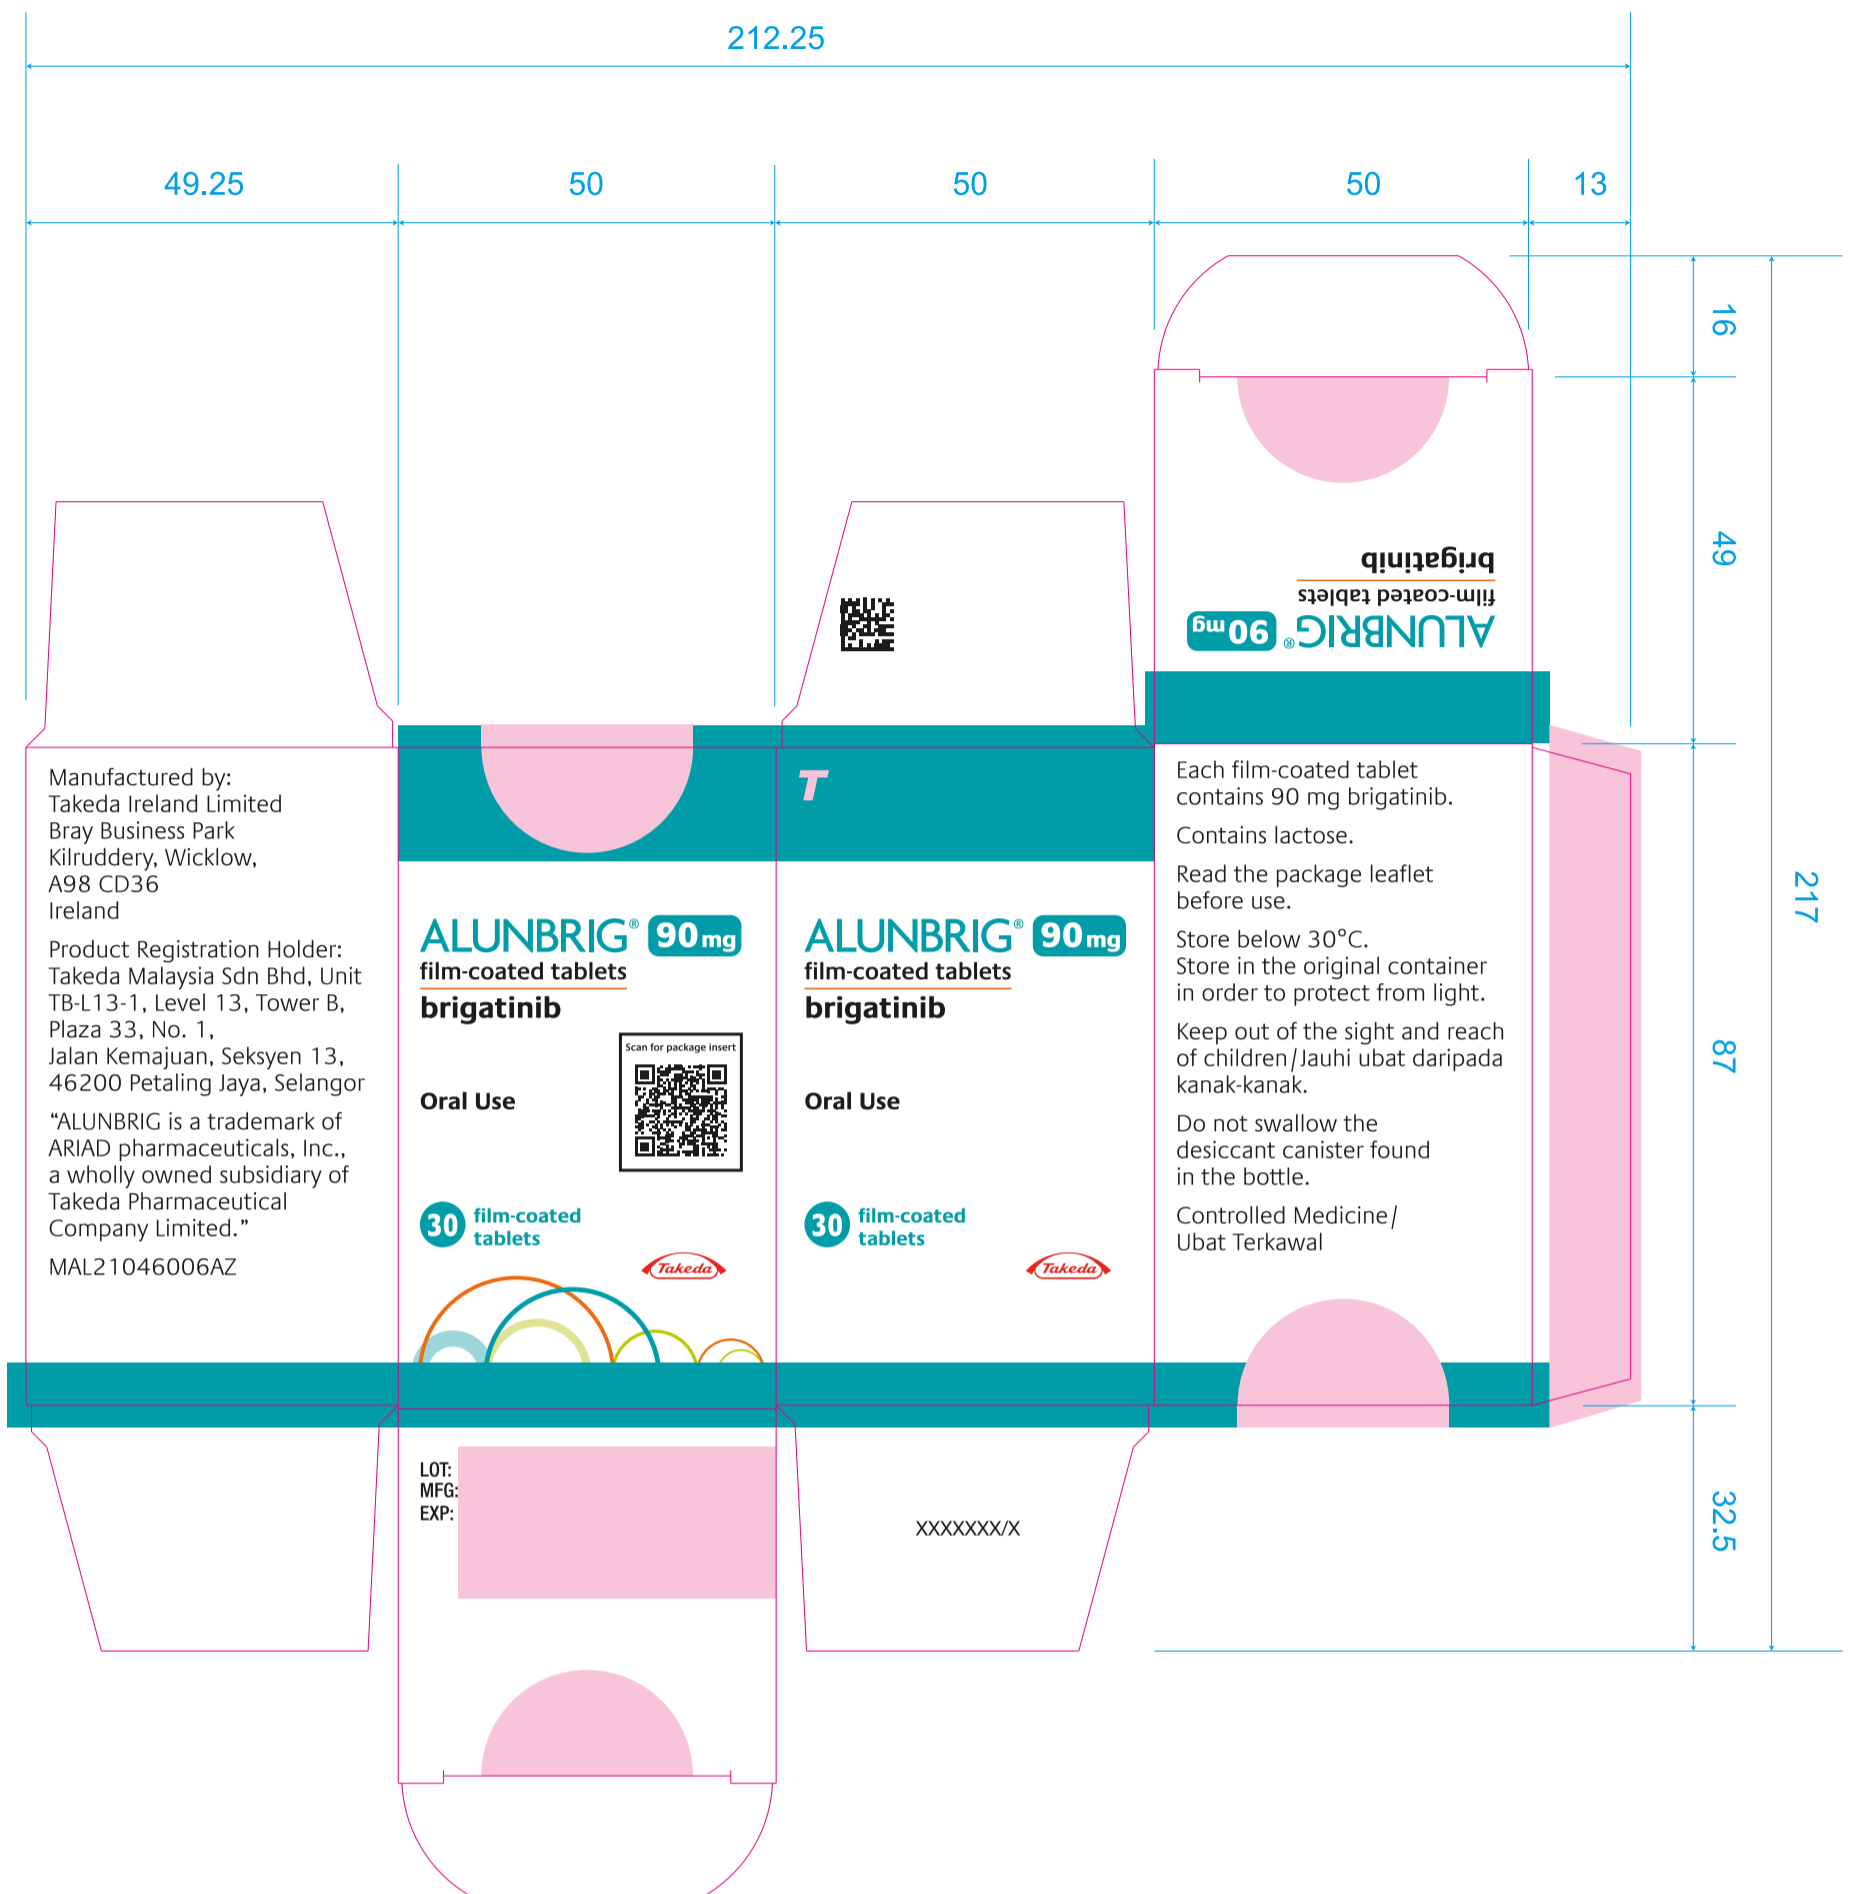 212.25
49.25
50
50
50
13
16
49
217
87
32.5
ALUNBRIG® 90 mg
film-coated tablets
brigatinib
Manufactured by:
Takeda Ireland Limited
Bray Business Park
Kilruddery, Wicklow,
A98 CD36
Ireland
Product Registration Holder:
Takeda Malaysia Sdn Bhd, Unit
TB-L13-1, Level 13, Tower B,
Plaza 33, No. 1,
Jalan Kemajuan, Seksyen 13,
46200 Petaling Jaya, Selangor
“ALUNBRIG is a trademark of
ARIAD pharmaceuticals, Inc.,
a wholly owned subsidiary of
Takeda Pharmaceutical
Company Limited.”
MAL21046006AZ
ALUNBRIG® 90 mg
film-coated tablets
brigatinib
Scan for package insert
Oral Use
30 film-coated
tablets
Takeda
T
ALUNBRIG® 90 mg
film-coated tablets
brigatinib
Oral Use
30 film-coated
tablets
Takeda
Each film-coated tablet
contains 90 mg brigatinib.
Contains lactose.
Read the package leaflet
before use.
Store below 30°C.
Store in the original container
in order to protect from light.
Keep out of the sight and reach
of children/Jauhi ubat daripada
kanak-kanak.
Do not swallow the
desiccant canister found
in the bottle.
Controlled Medicine/
Ubat Terkawal
LOT:
MFG:
EXP:
XXXXXXX/X